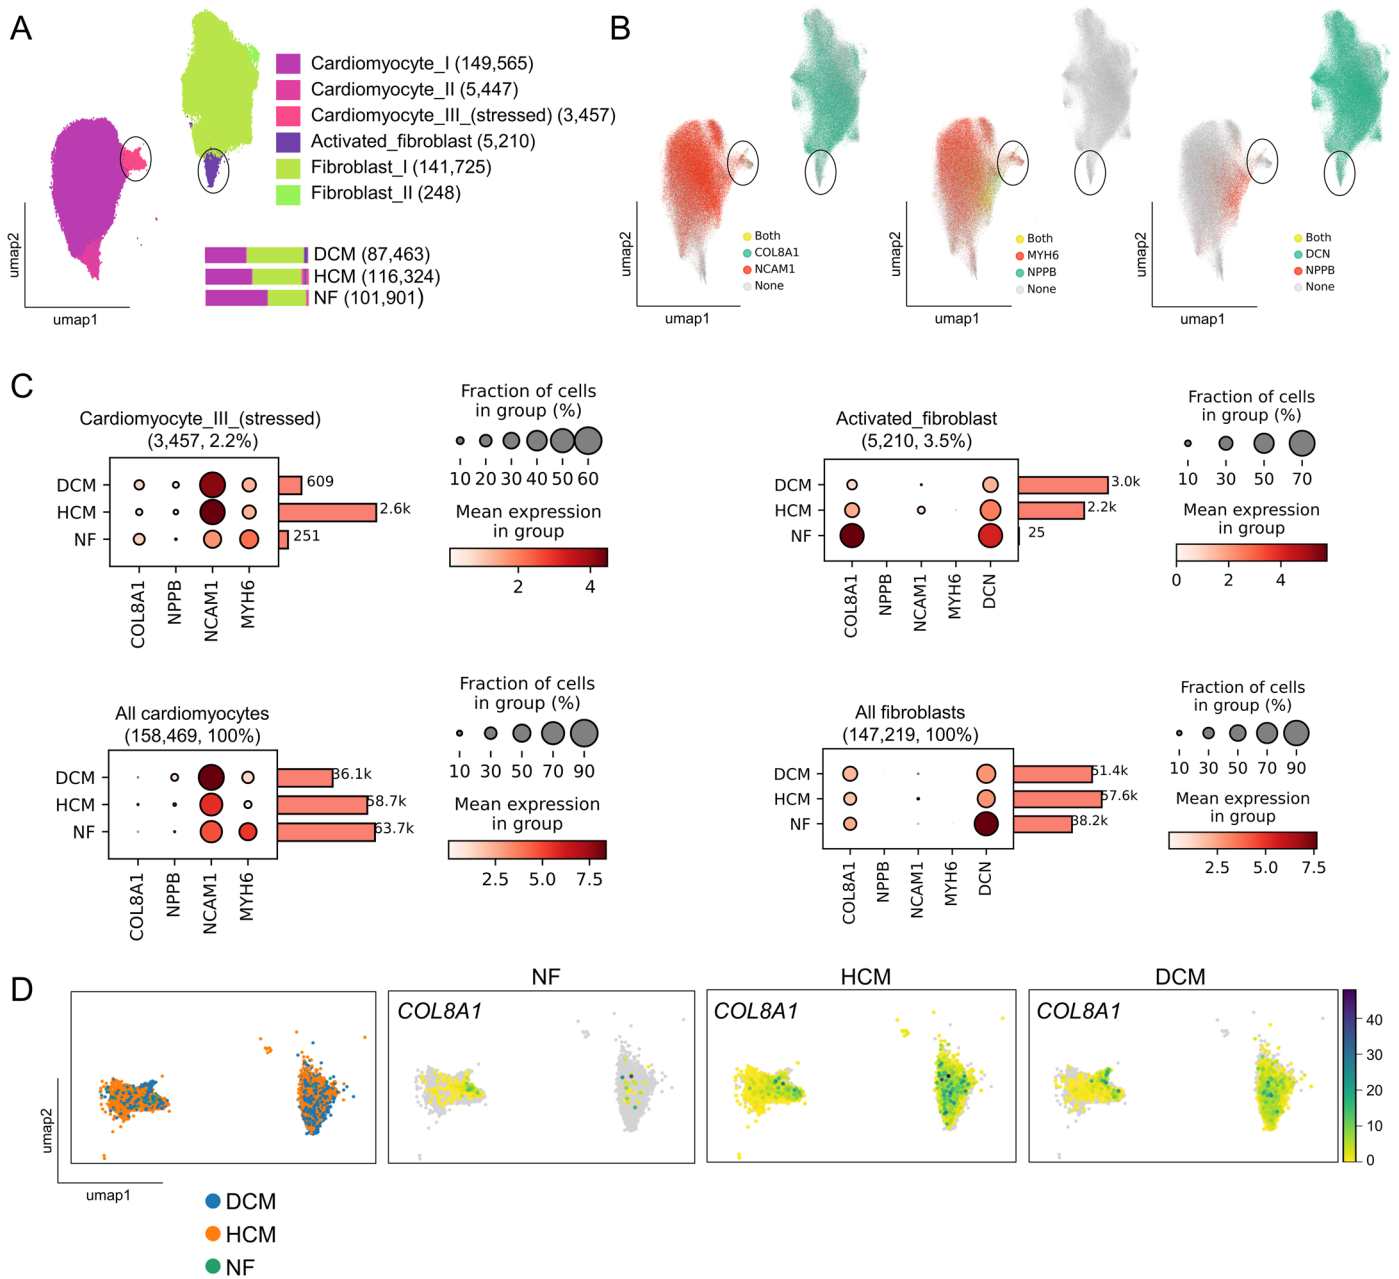 A
Cardiomyocyte_I (149,565)
Cardiomyocyte_II (5,447)
Cardiomyocyte_III_(stressed) (3,457)
Activated_fibroblast (5,210)
Fibroblast_I (141,725)
Fibroblast_II (248)
DCM (87,463)
HCM (116,324)
NF (101,901)
umap2
umap1
B
Both
COL8A1
NCAM1
None
umap2
umap1
Both
MYH6
NPPB
None
umap2
umap1
Both
DCN
NPPB
None
umap2
umap1
C
Cardiomyocyte_III_(stressed)
(3,457, 2.2%)
DCM
HCM
NF
609
2.6k
251
COL8A1
NPPB
NCAM1
MYH6
Fraction of cells
in group (%)
10 20 30 40 50 60
Mean expression
in group
2 4
Activated_fibroblast
(5,210, 3.5%)
DCM
HCM
NF
3.0k
2.2k
25
COL8A1
NPPB
NCAM1
MYH6
DCN
Fraction of cells
in group (%)
10 30 50 70
Mean expression
in group
0 2 4
All cardiomyocytes
(158,469, 100%)
DCM
HCM
NF
36.1k
58.7k
63.7k
COL8A1
NPPB
NCAM1
MYH6
Fraction of cells
in group (%)
10 30 50 70 90
Mean expression
in group
2.5 5.0 7.5
All fibroblasts
(147,219, 100%)
DCM
HCM
NF
51.4k
57.6k
38.2k
COL8A1
NPPB
NCAM1
MYH6
DCN
Fraction of cells
in group (%)
10 30 50 70 90
Mean expression
in group
2.5 5.0 7.5
D
NF
HCM
DCM
COL8A1
COL8A1
COL8A1
40
30
20
10
0
umap2
umap1
DCM
HCM
NF